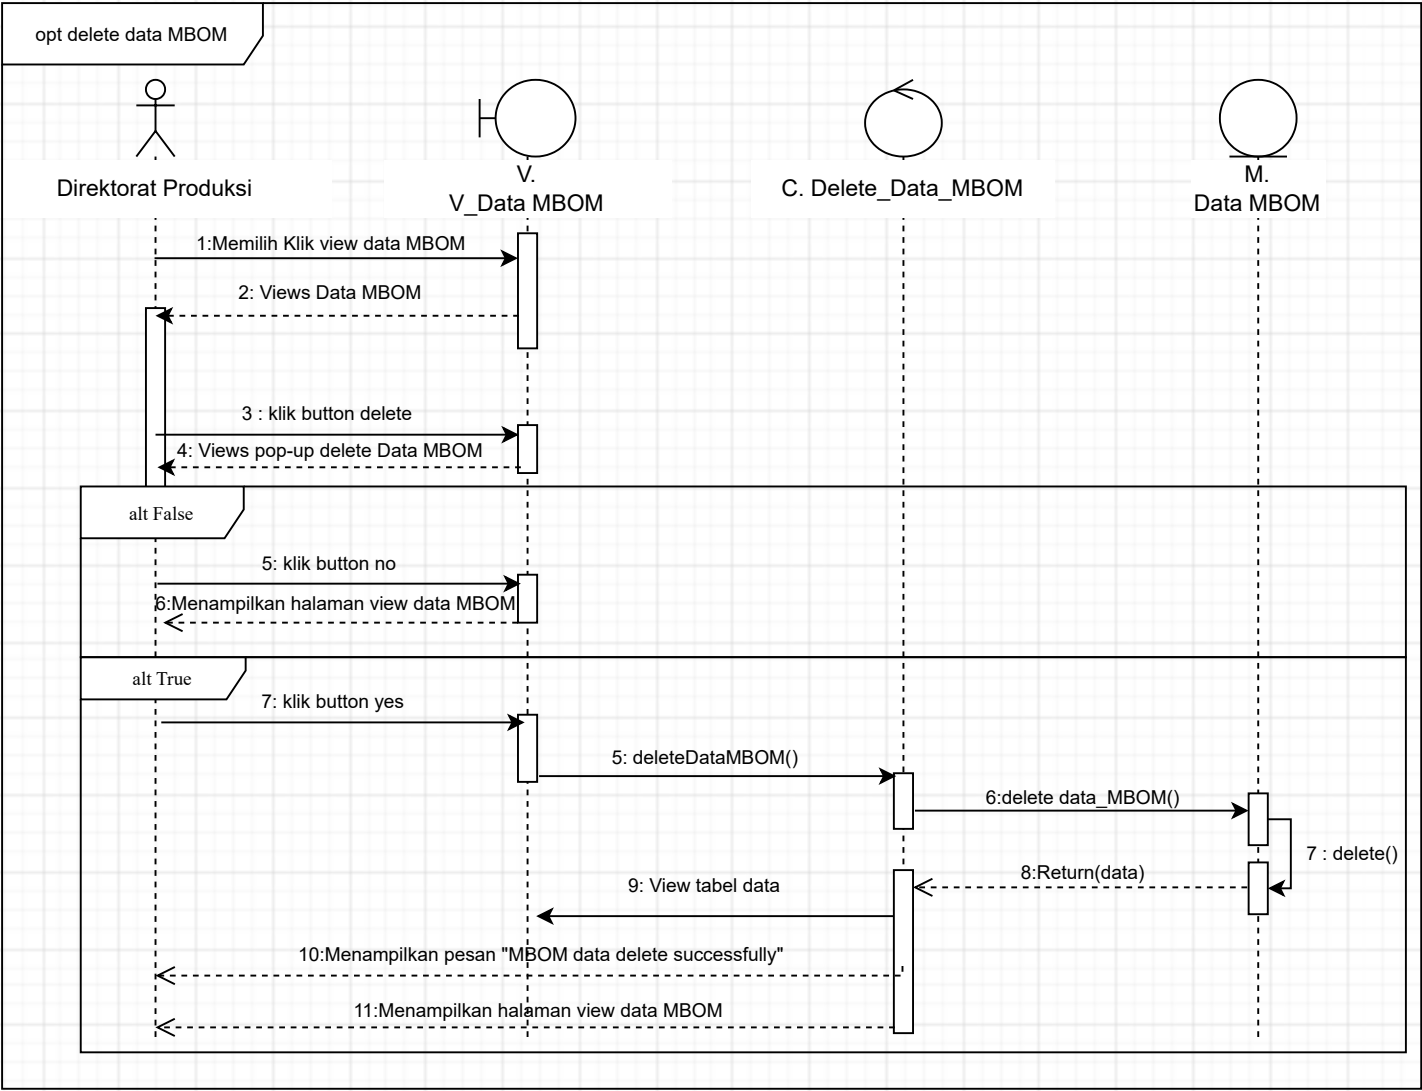 opt delete data MBOM
Direktorat Produksi
V.
V_Data MBOM
C. Delete_Data_MBOM
M.
Data MBOM
1:Memilih Klik view data MBOM
2: Views Data MBOM
3 : klik button delete
4: Views pop-up delete Data MBOM
alt False
5: klik button no
6:Menampilkan halaman view data MBOM
alt True
7: klik button yes
5: deleteDataMBOM()
6:delete data_MBOM()
7 : delete()
8:Return(data)
9: View tabel data
10:Menampilkan pesan "MBOM data delete successfully"
11:Menampilkan halaman view data MBOM